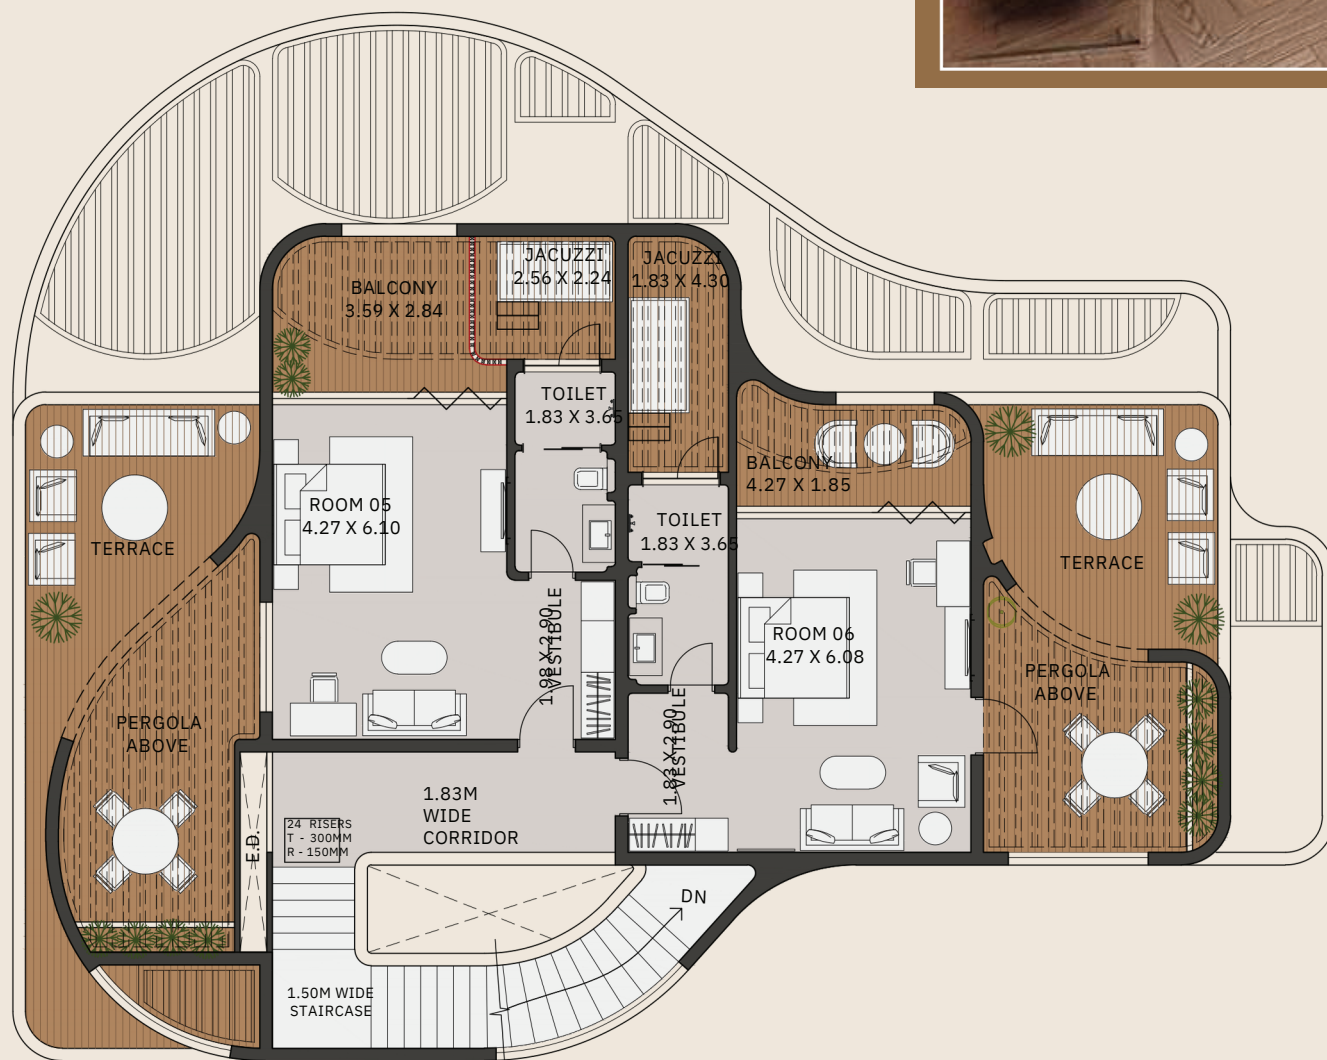 JACUZZI
2.56 X 2.24
JACUZZI
1.83 X 4.30
BALCONY
3.59 X 2.84
TOILET
1.83 X 3.65
BALCONY
4.27 X 1.85
ROOM 05
4.27 X 6.10
TOILET
1.83 X 3.65
TERRACE
TERRACE
VESTIBULE
1.98 X 2.90
ROOM 06
4.27 X 6.08
PERGOLA
ABOVE
PERGOLA
ABOVE
VESTIBULE
1.83 X 2.90
1.83M
WIDE
CORRIDOR
24 RISERS
T - 300MM
R - 150MM
E.D.
DN
1.50M WIDE
STAIRCASE